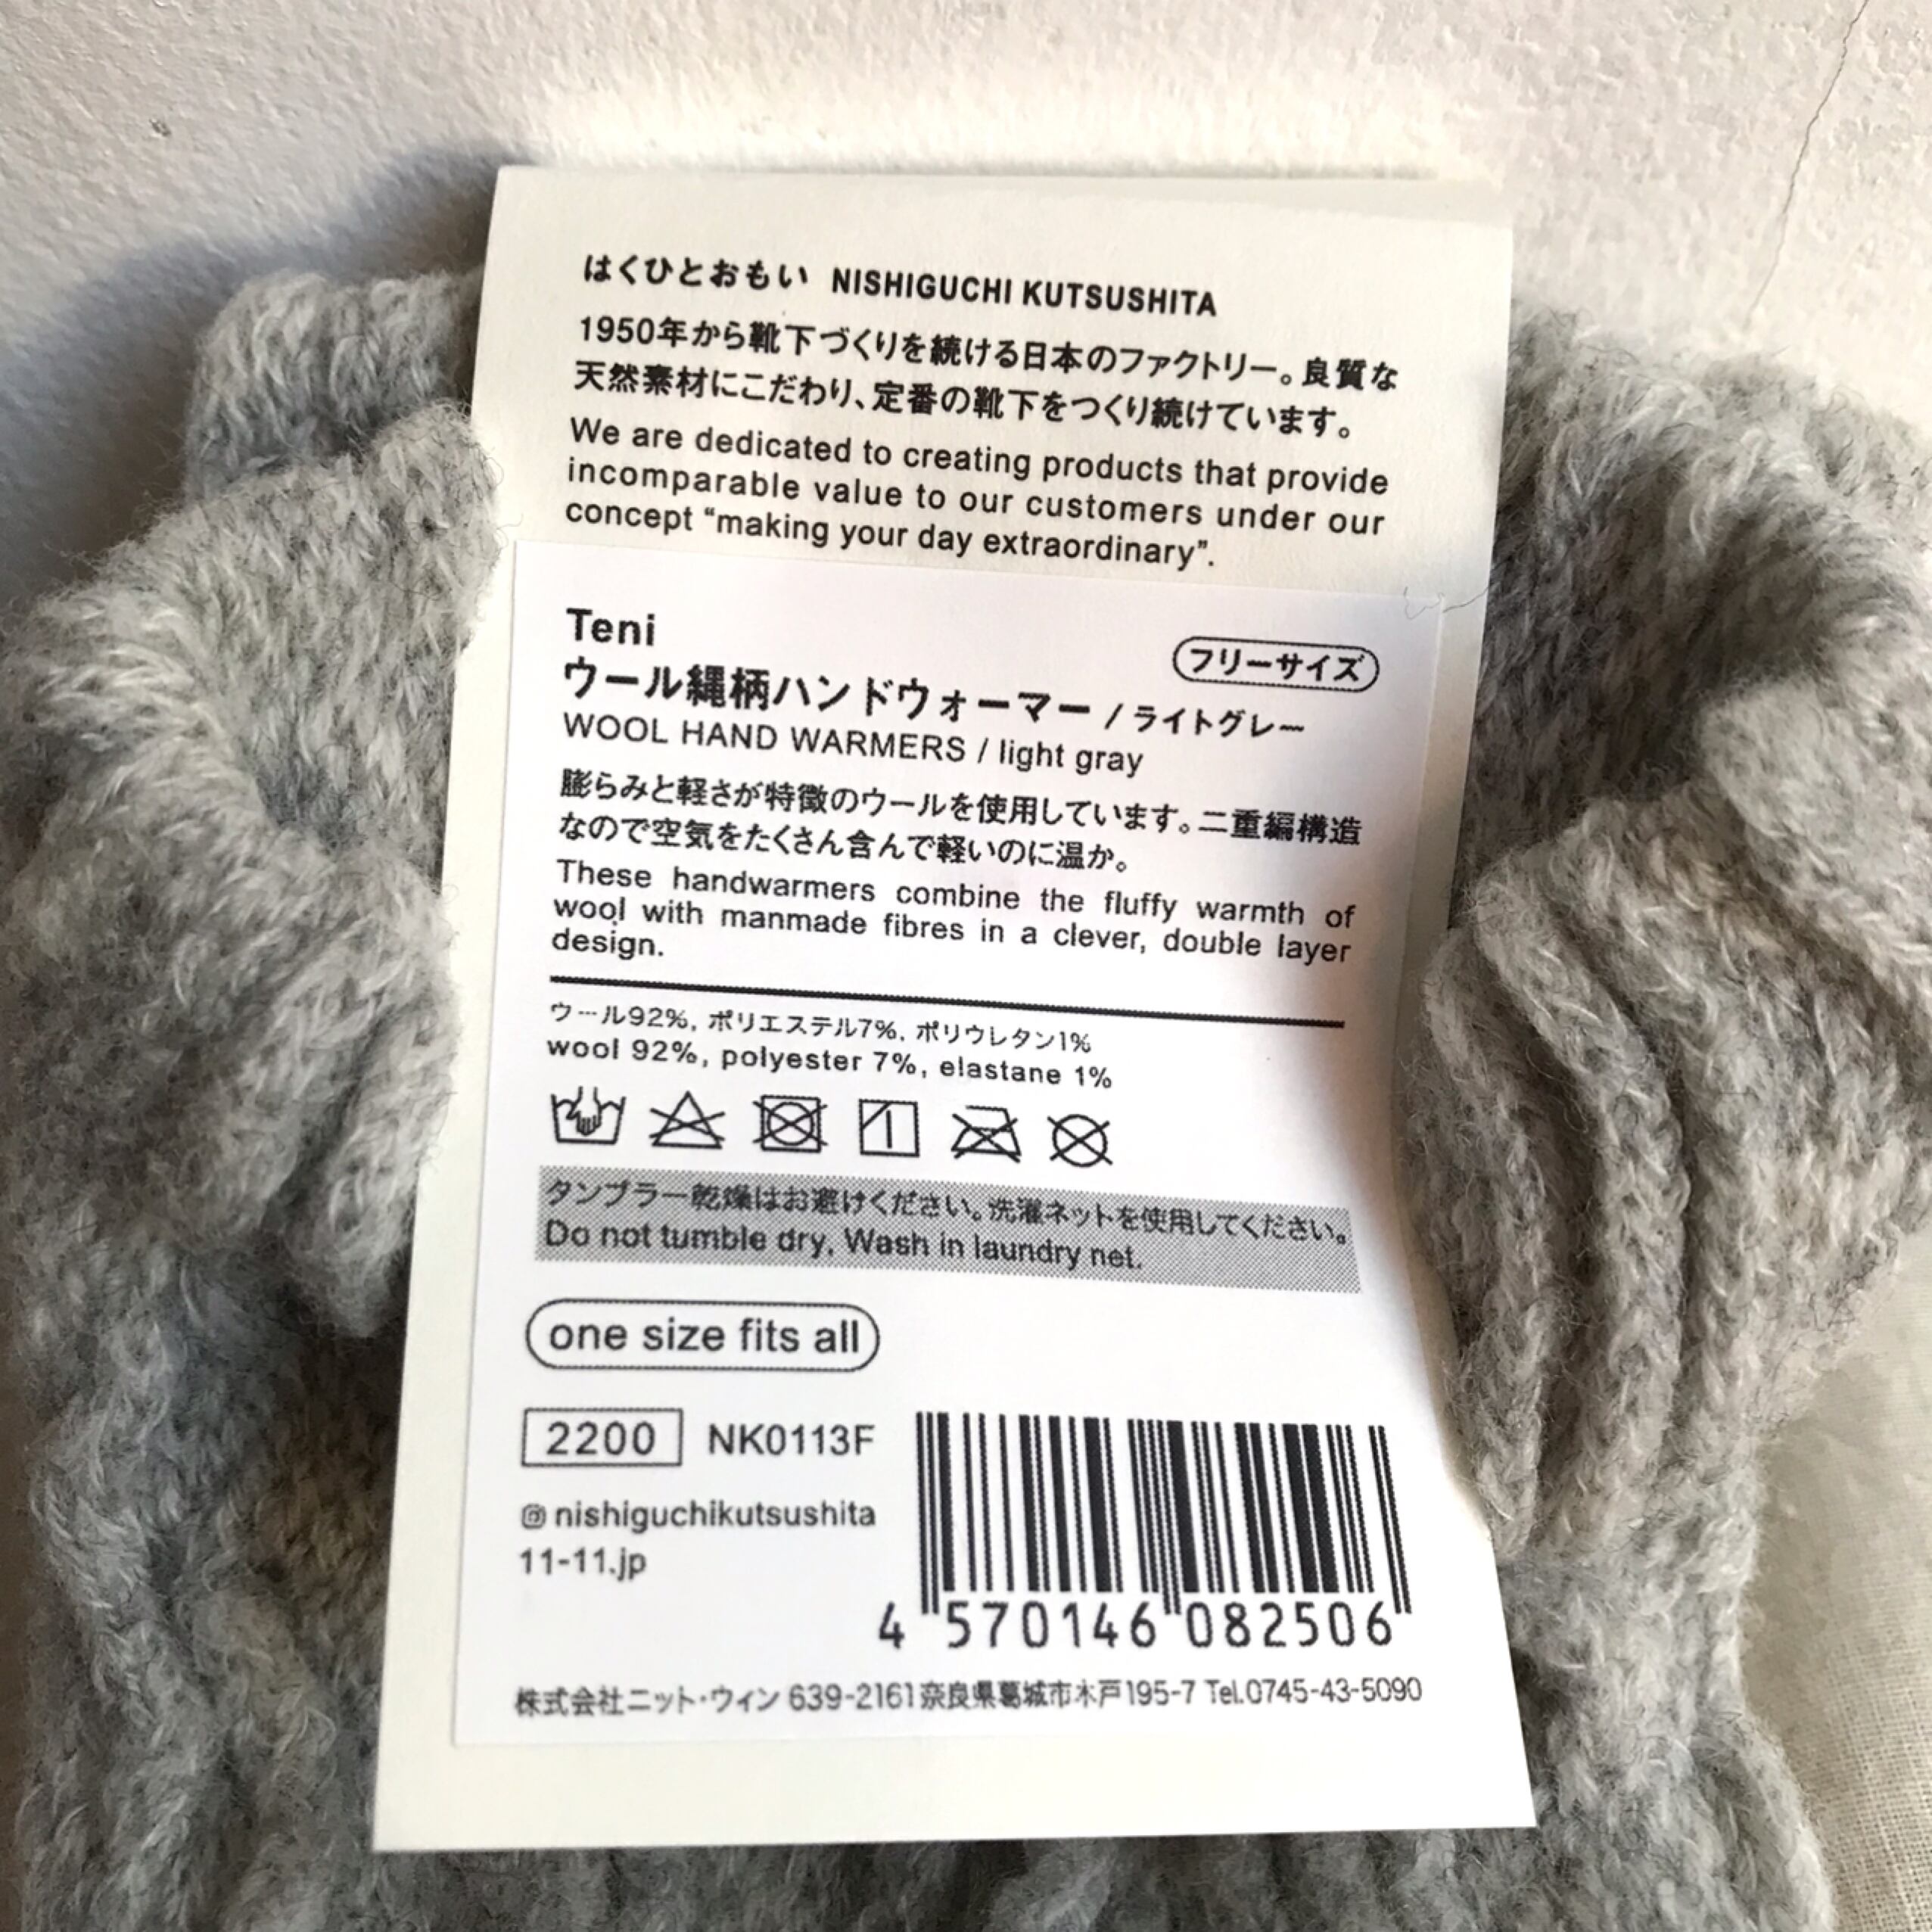 はくひとおもい NISHIGUCHI KUTSUSHITA
1950年から靴下づくりを続ける日本のファクトリー。良質な
天然素材にこだわり、定番の靴下をつくり続けています。
We are dedicated to creating products that provide
incomparable value to our customers under our
concept “making your day extraordinary”.
Teni
フリーサイズ
ウール縄柄ハンドウォーマー / ライトグレー
WOOL HAND WARMERS / light gray
膨らみと軽さが特徴のウールを使用しています。二重編構造
なので空気をたくさん含んで軽いのに温か。
These handwarmers combine the fluffy warmth of
wool with manmade fibres in a clever, double layer
design.
ウール92%, ポリエステル7%, ポリウレタン1%
wool 92%, polyester 7%, elastane 1%
タンブラー乾燥はお避けください。洗濯ネットを使用してください。
Do not tumble dry. Wash in laundry net.
one size fits all
2200 NK0113F
@nishiguchikutsushita
11-11.jp
4 570146 082506
株式会社ニット・ウィン 639-2161奈良県葛城市木戸195-7 Tel.0745-43-5090